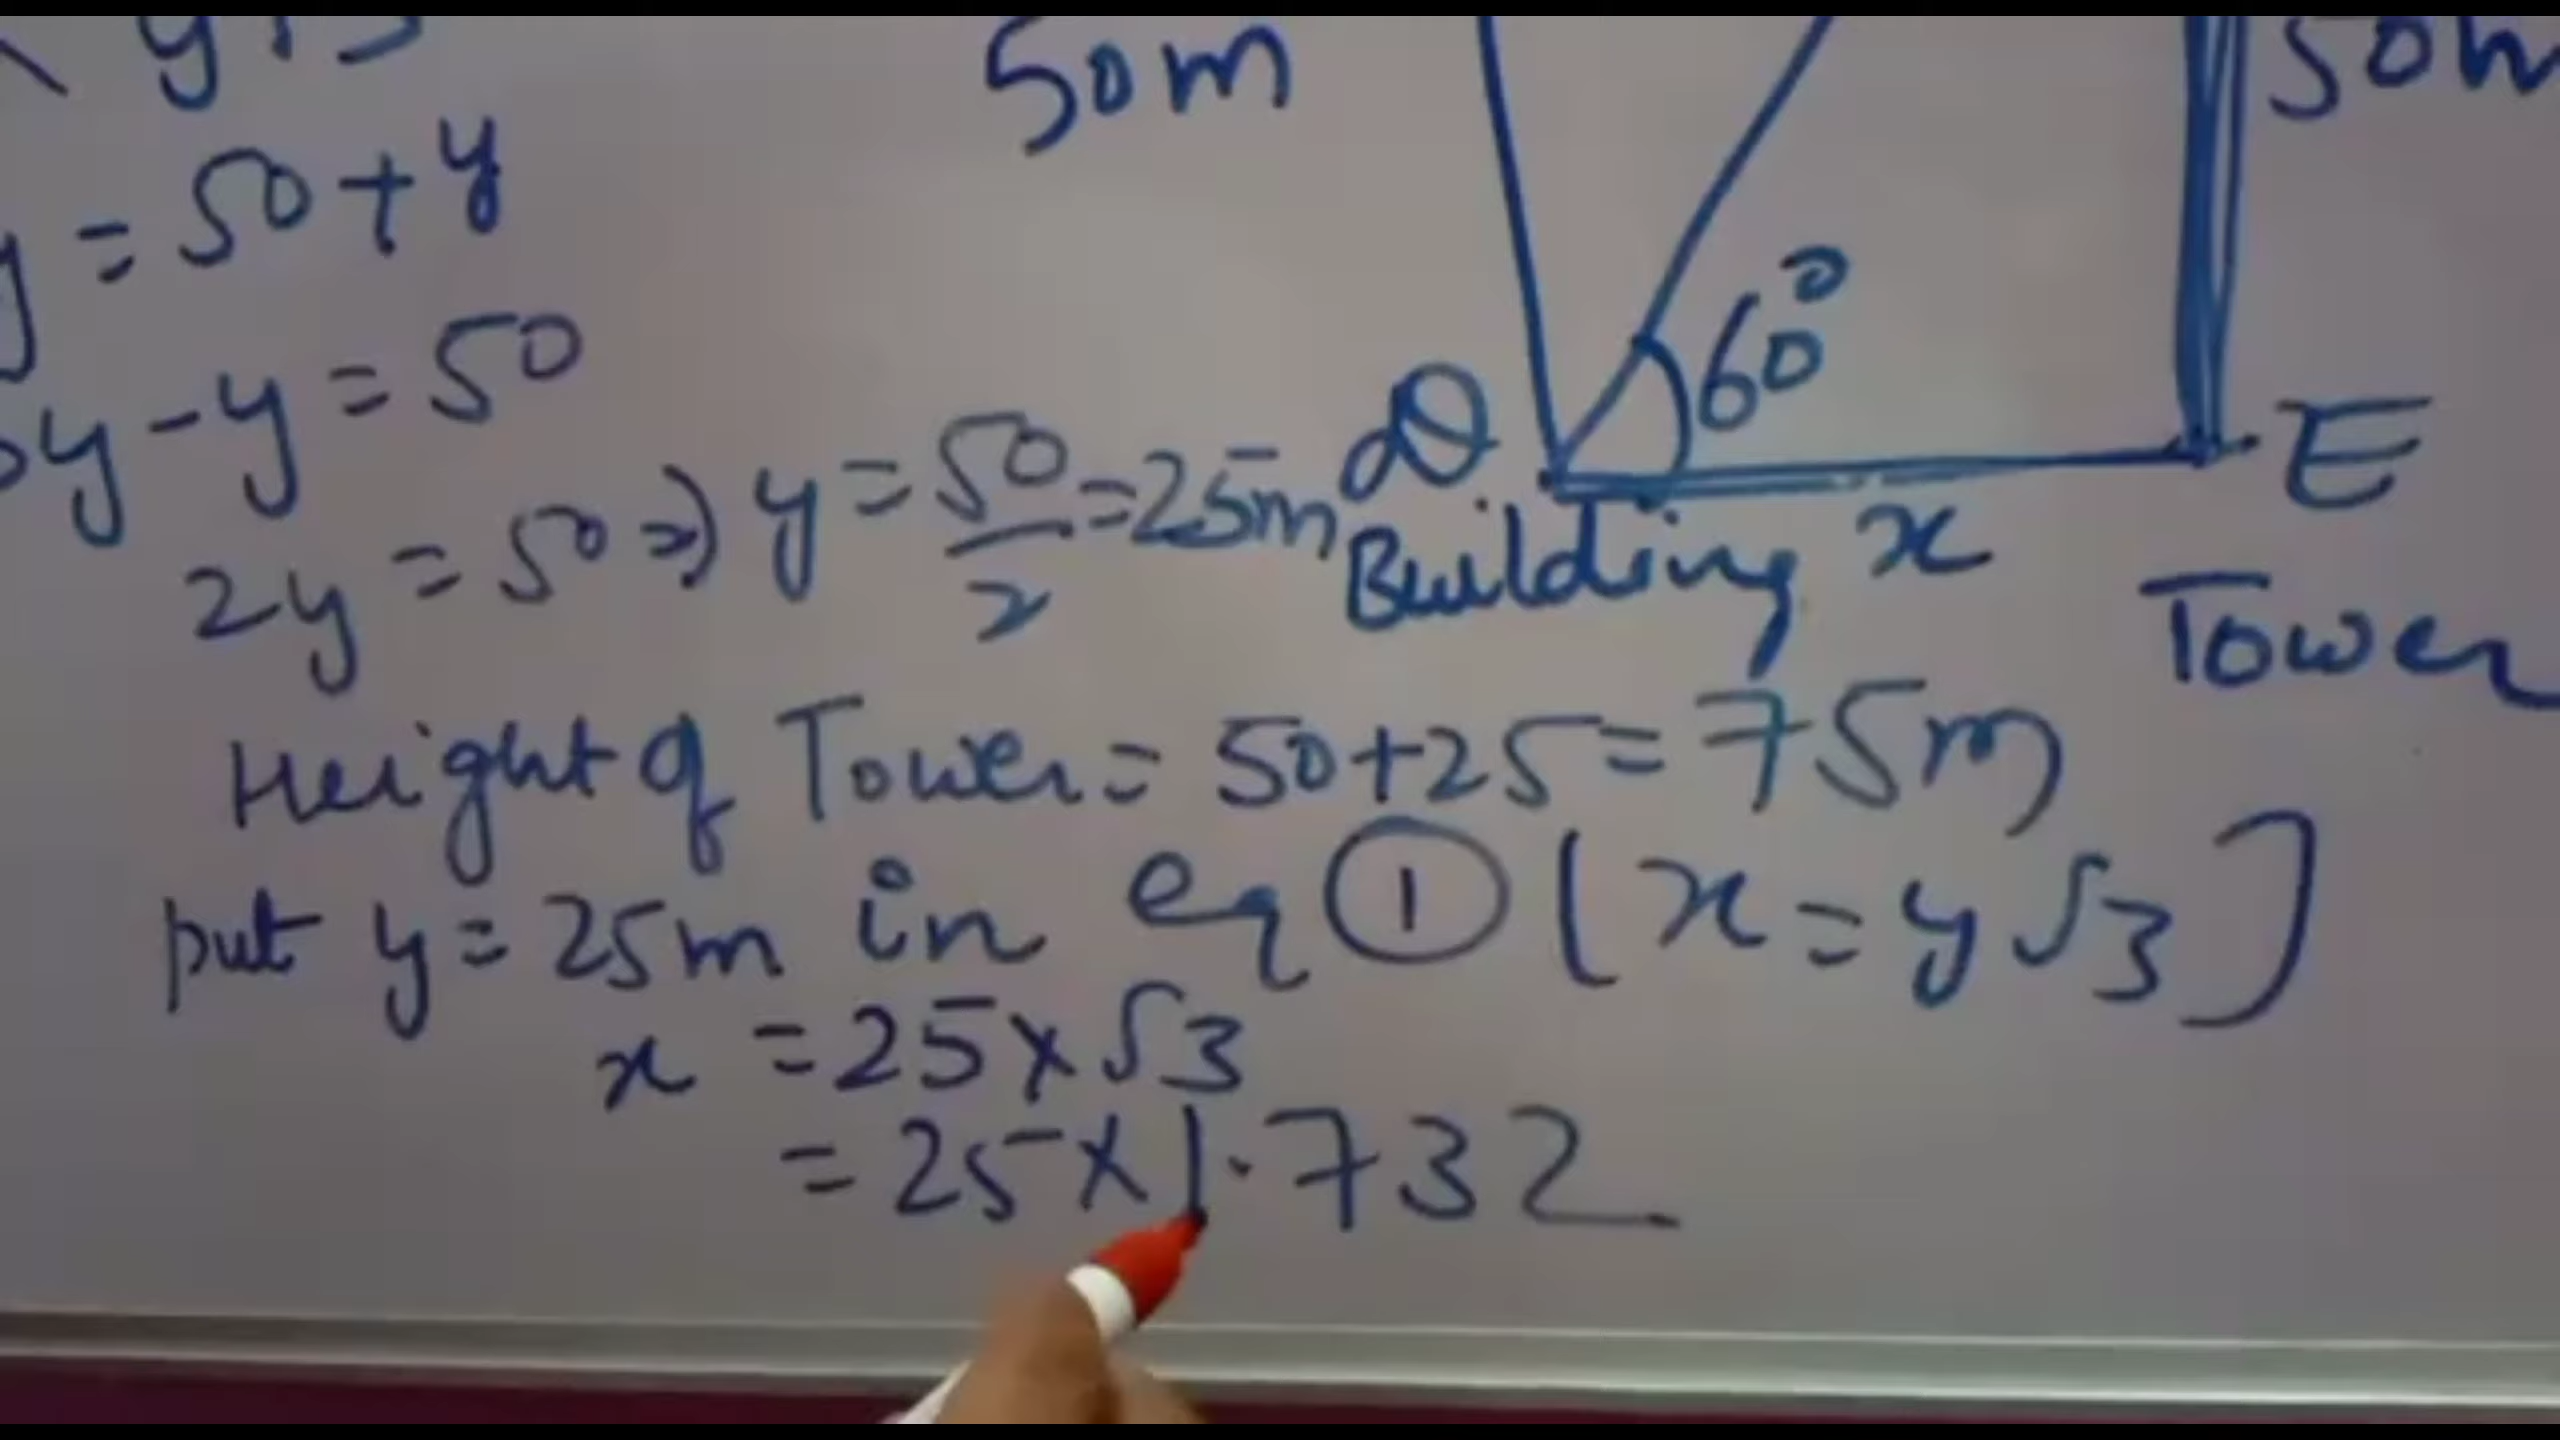 50m
50m
= 50+y
y - y = 50
2y = 50 ⇒ y = 50/2 = 25m
60°
D
E
Building x
Tower
Height of Tower = 50+25 = 75m
put y = 25m in eq ① (x = y√3)
x = 25×√3
= 25×1.732